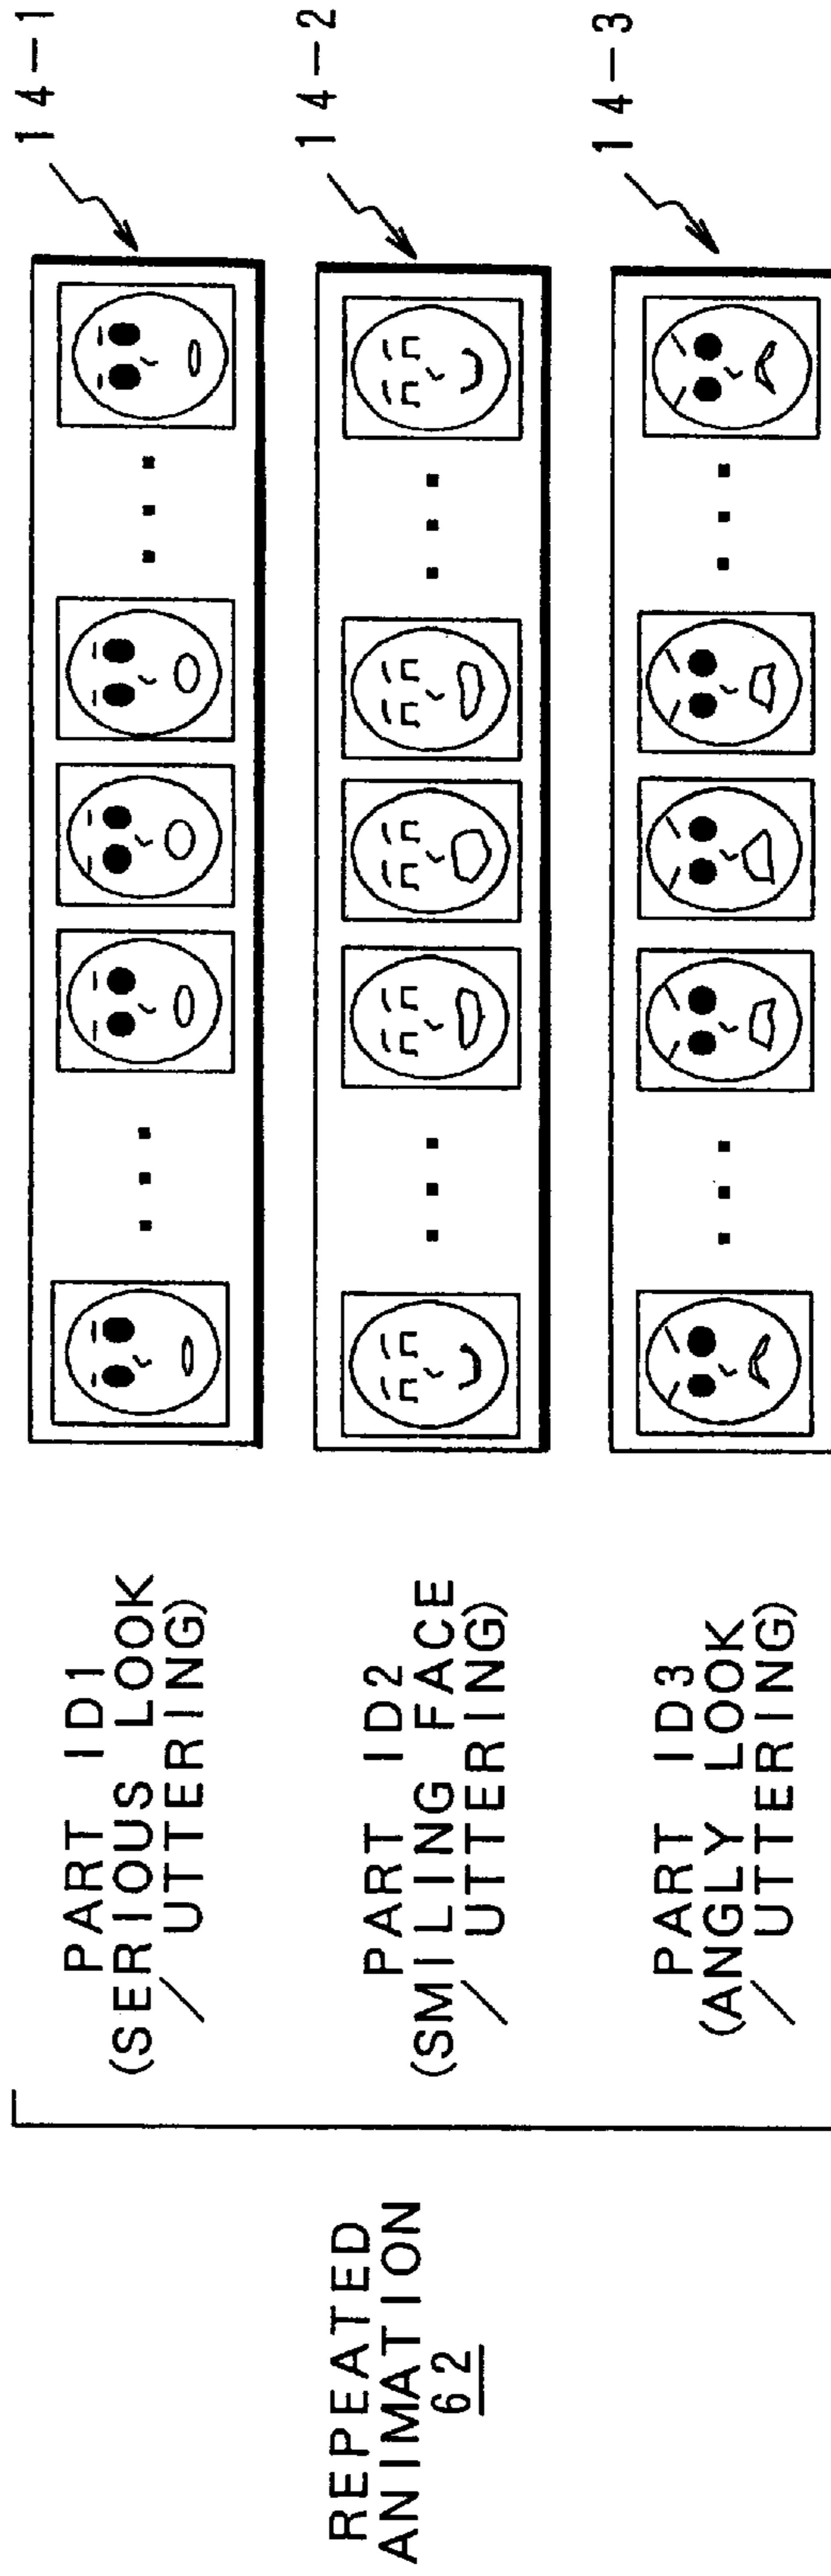 REPEATED
ANIMATION
62
PART ID1
(SERIOUS LOOK
/ UTTERING)
14-1
PART ID2
(SMILING FACE
/ UTTERING)
14-2
PART ID3
(ANGLY LOOK
/ UTTERING)
14-3